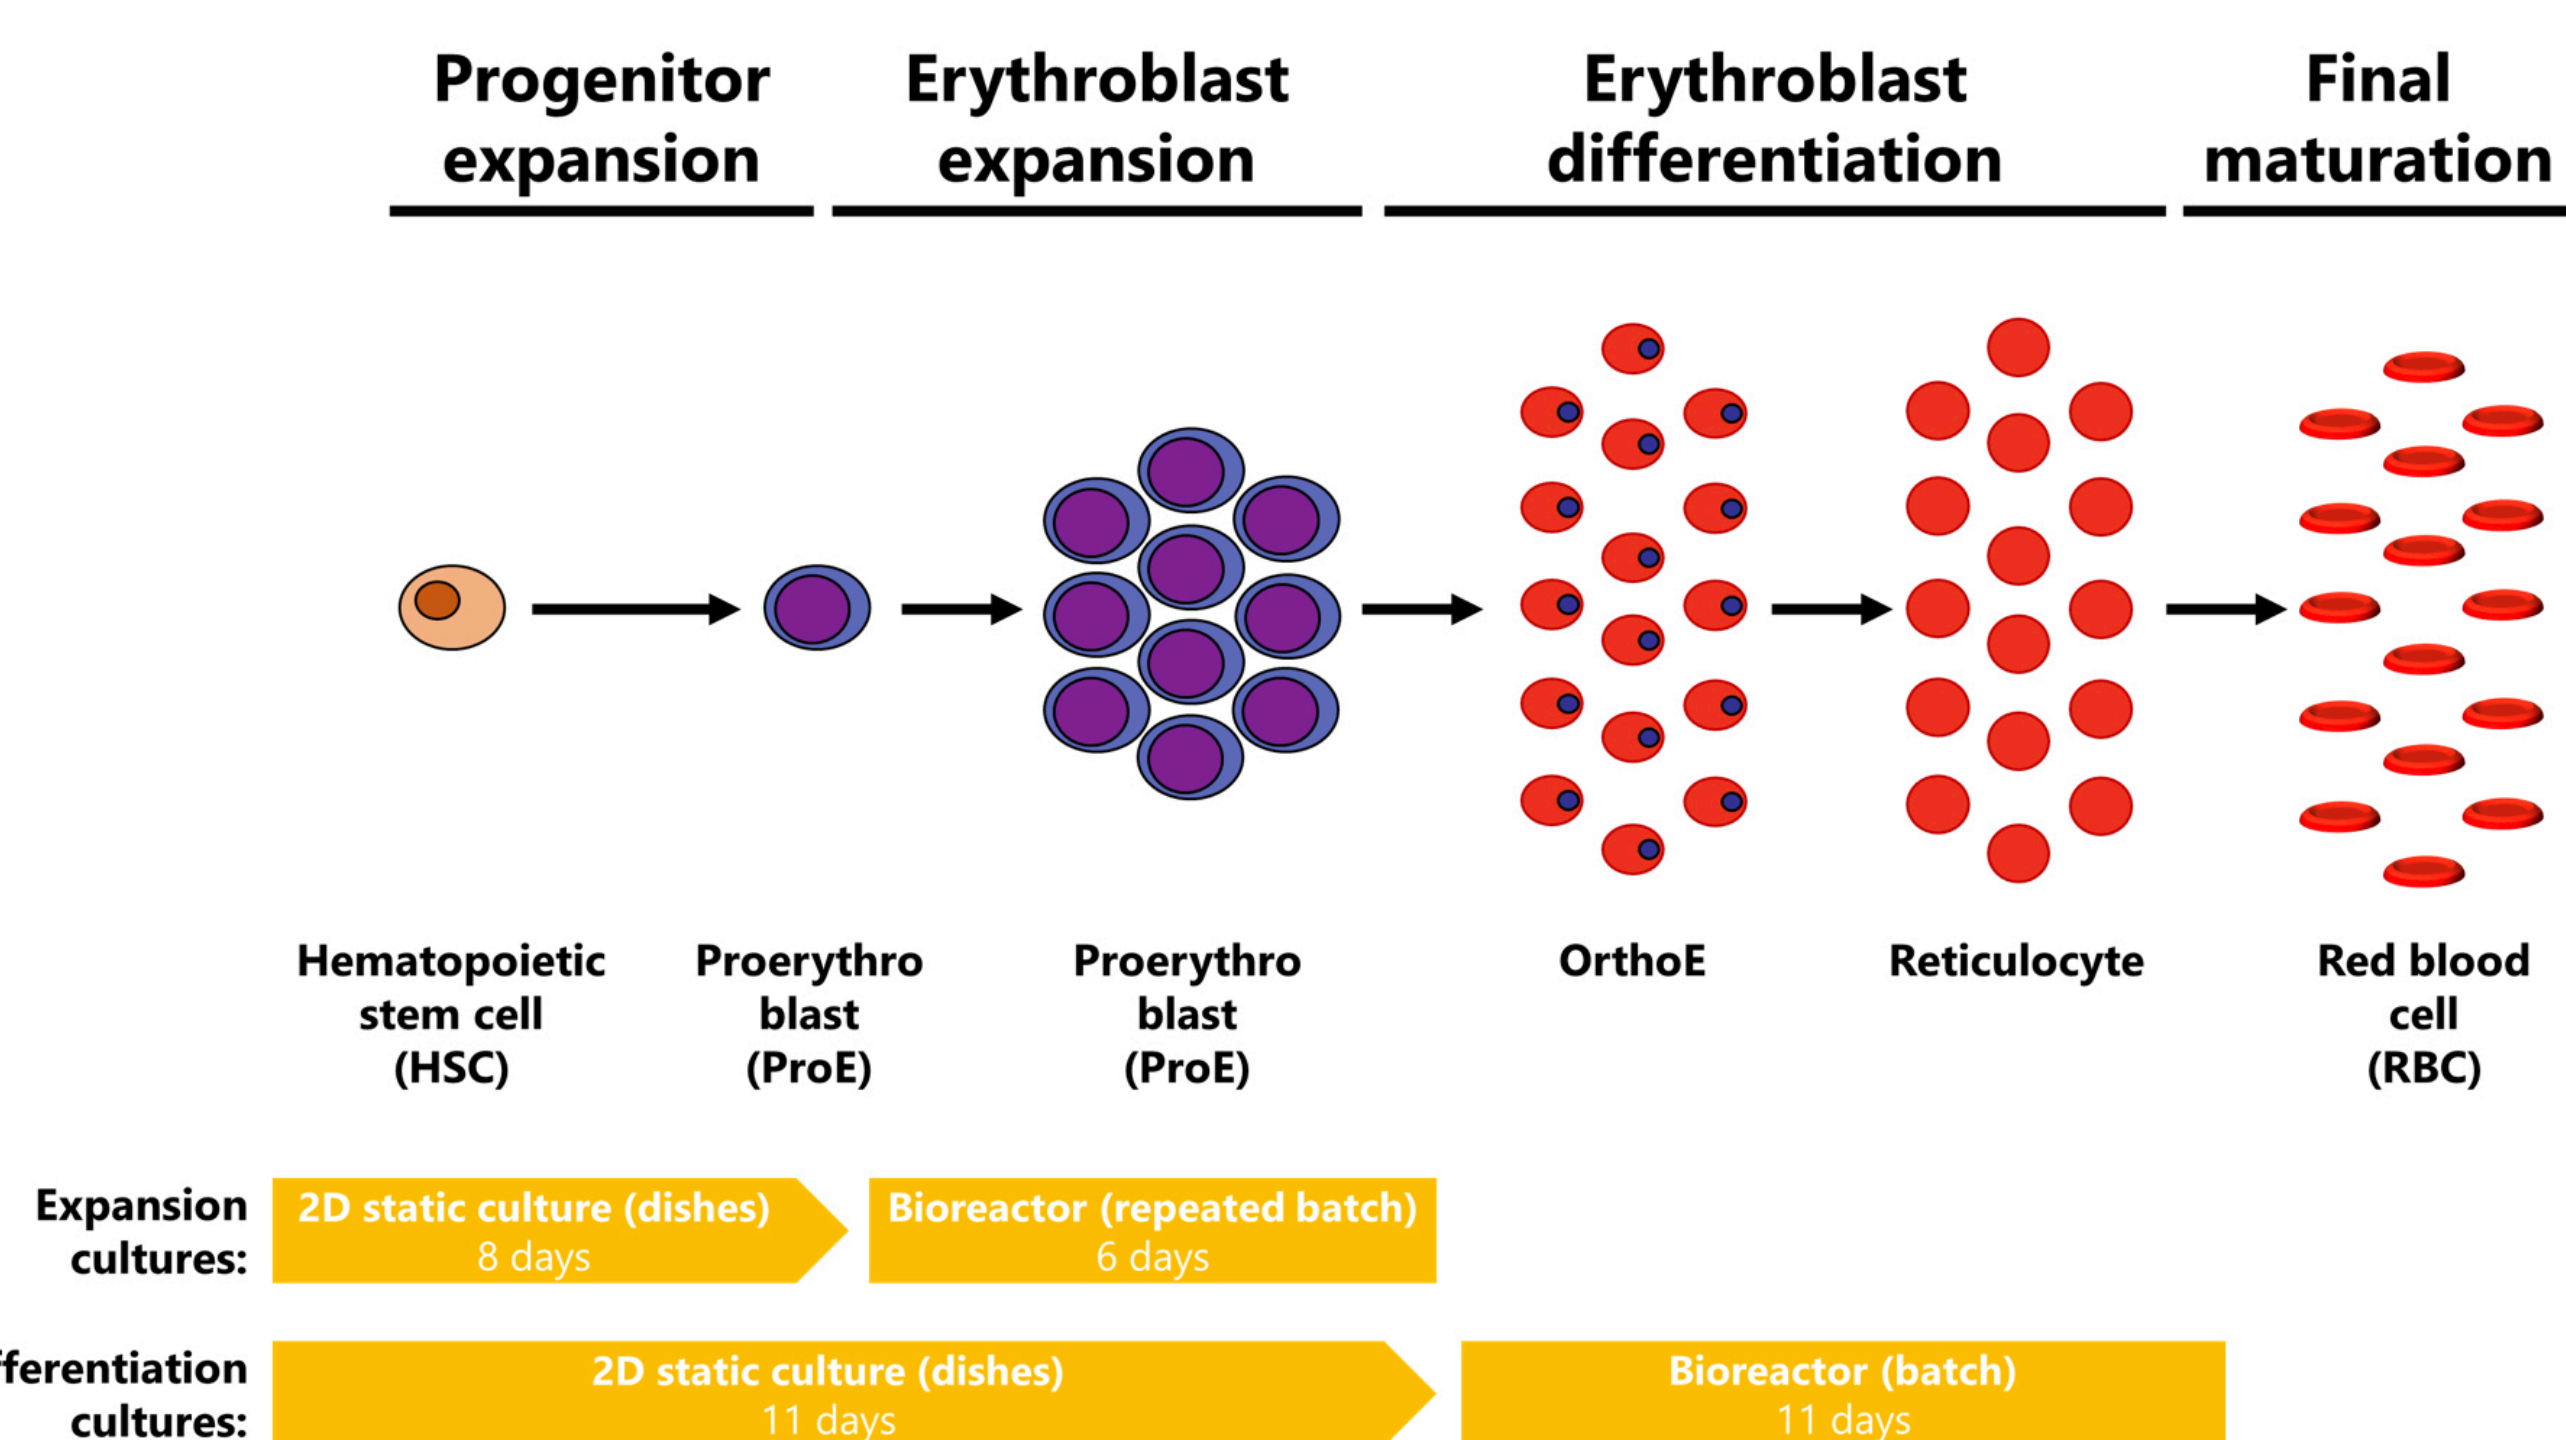 Progenitor
expansion
Erythroblast
expansion
Erythroblast
differentiation
Final
maturation
Hematopoietic
stem cell
(HSC)
Proerythro
blast
(ProE)
Proerythro
blast
(ProE)
OrthoE
Reticulocyte
Red blood
cell
(RBC)
Expansion
cultures:
2D static culture (dishes)
8 days
Bioreactor (repeated batch)
6 days
fferentiation
cultures:
2D static culture (dishes)
11 days
Bioreactor (batch)
11 days